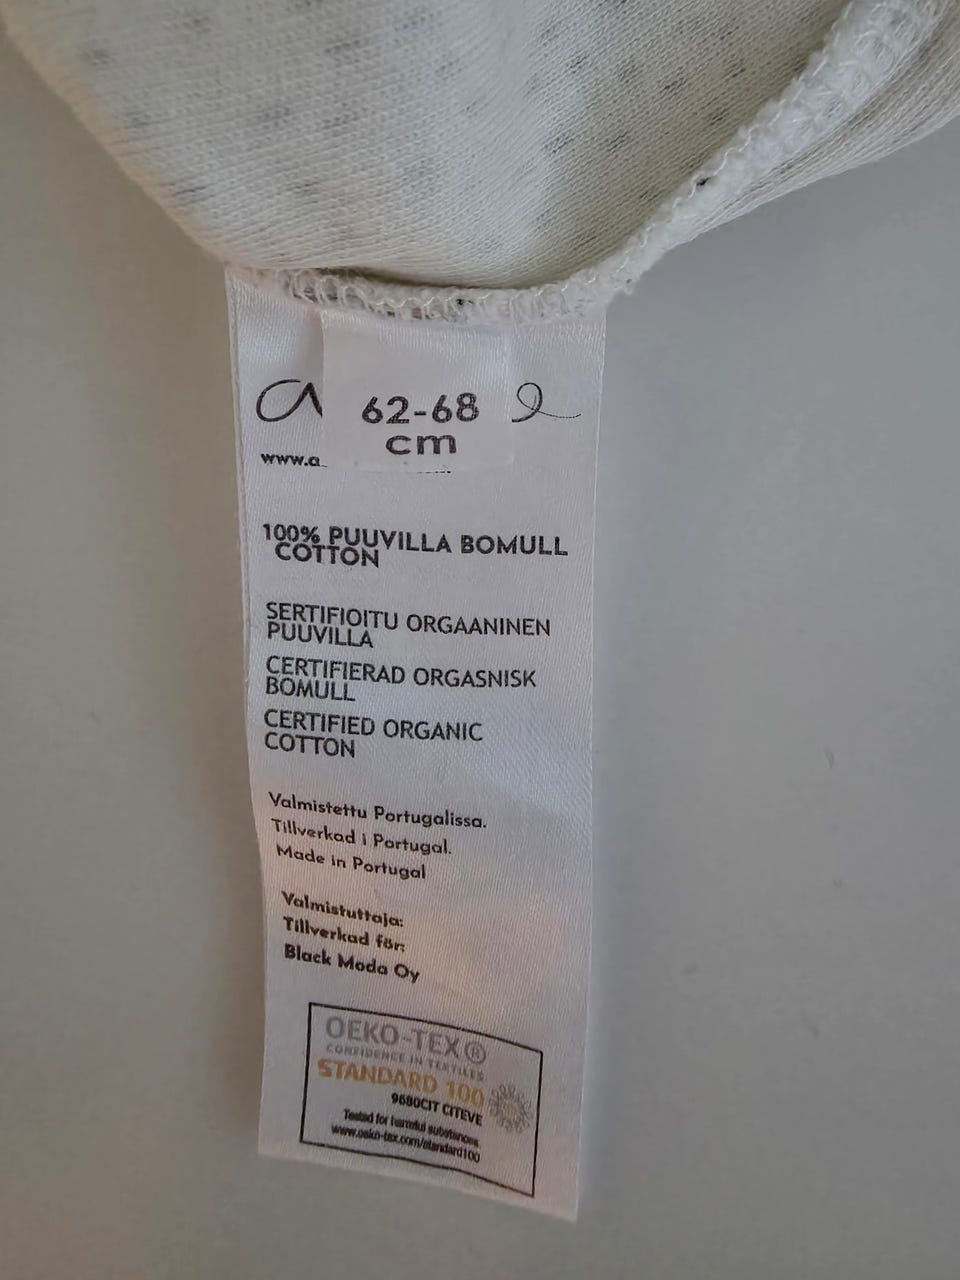 62-68
cm
www.a
100% PUUVILLA BOMULL
COTTON
SERTIFIOITU ORGAANINEN
PUUVILLA
CERTIFIERAD ORGASNISK
BOMULL
CERTIFIED ORGANIC
COTTON
Valmistettu Portugalissa.
Tillverkad i Portugal.
Made in Portugal
Valmistuttaja:
Tillverkad för:
Black Moda Oy
OEKO-TEX®
CONFIDENCE IN TEXTILES
STANDARD 100
9680CIT CITEVE
Tested for harmful substances.
www.oeko-tex.com/standard100